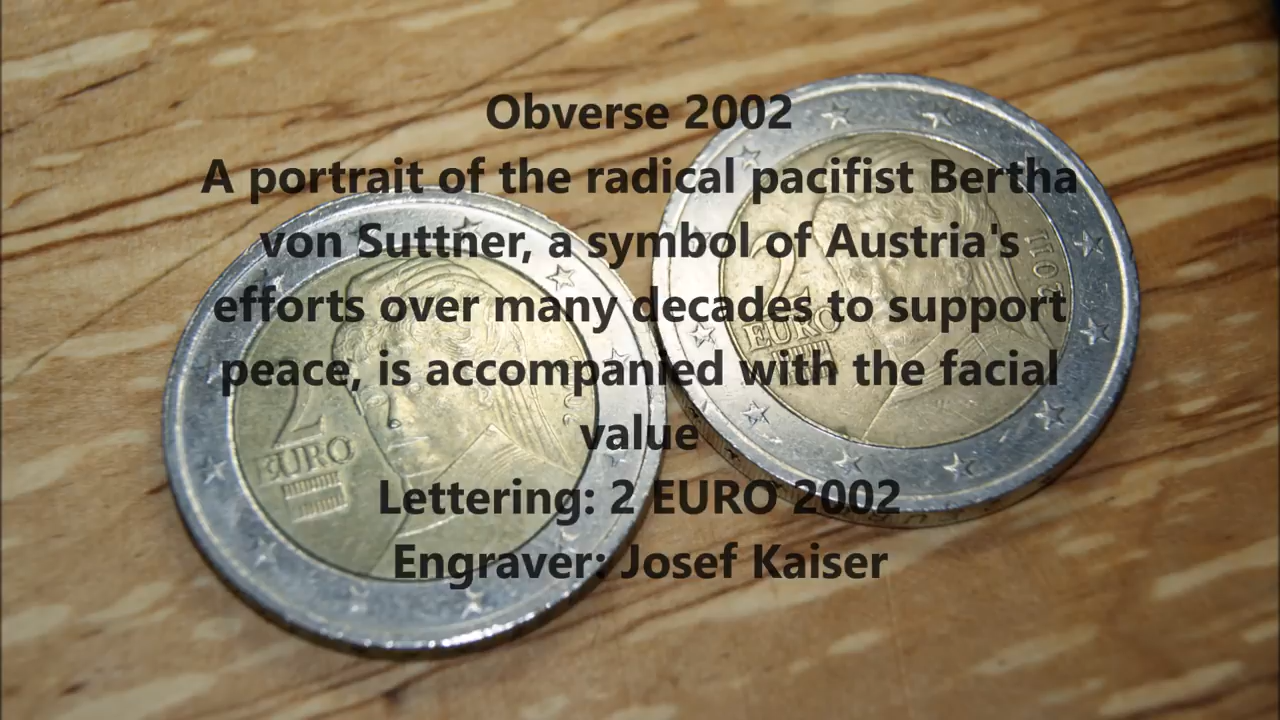 Obverse 2002
A portrait of the radical pacifist Bertha
von Suttner, a symbol of Austria's
efforts over many decades to support
peace, is accompanied with the facial
value
Lettering: 2 EURO 2002
Engraver: Josef Kaiser
2
EURO
2011
2
EURO